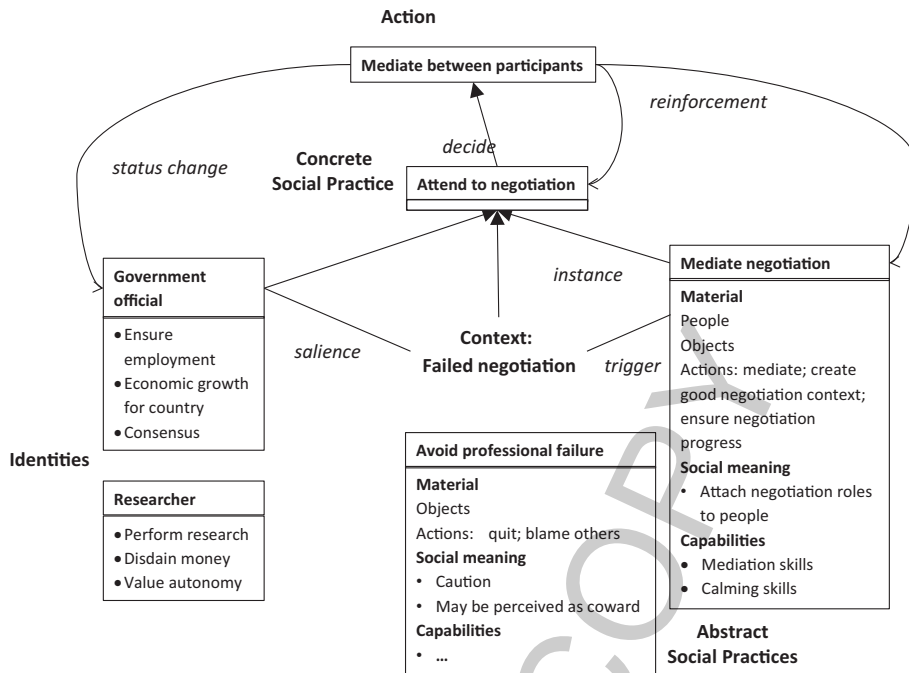 Action
Mediate between participants
reinforcement
decide
status change
Concrete
Social Practice
Attend to negotiation
Government
official
• Ensure
employment
• Economic growth
for country
• Consensus
instance
salience
Context:
Failed negotiation
trigger
Mediate negotiation
Material
People
Objects
Actions: mediate; create
good negotiation context;
ensure negotiation
progress
Social meaning
• Attach negotiation roles
to people
Capabilities
• Mediation skills
• Calming skills
Identities
Researcher
• Perform research
• Disdain money
• Value autonomy
Avoid professional failure
Material
Objects
Actions: quit; blame others
Social meaning
• Caution
• May be perceived as coward
Capabilities
• ...
Abstract
Social Practices
COPY